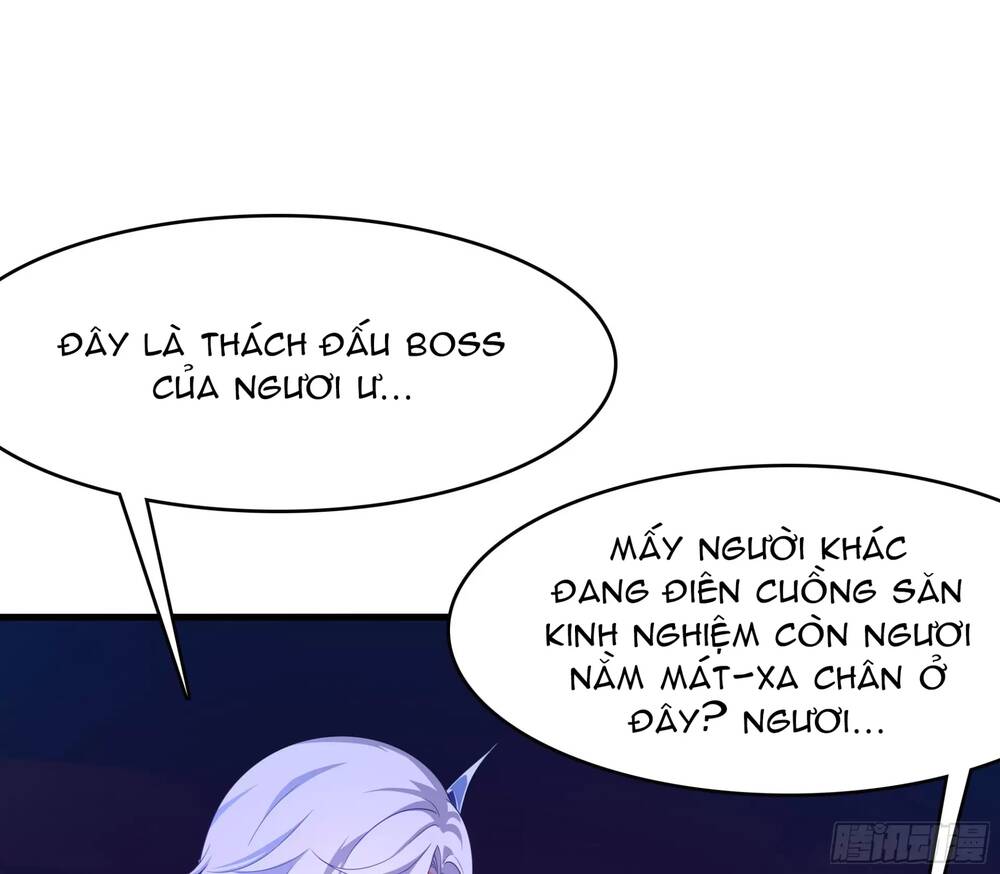 ĐÂY LÀ THÁCH ĐẤU BOSS
CỦA NGƯƠI Ư...
MẤY NGƯỜI KHÁC
ĐANG ĐIÊN CUỒNG SĂN
KINH NGHIỆM CÒN NGƯƠI
NẰM MÁT-XA CHÂN Ở
ĐÂY? NGƯƠI...
腾讯动漫